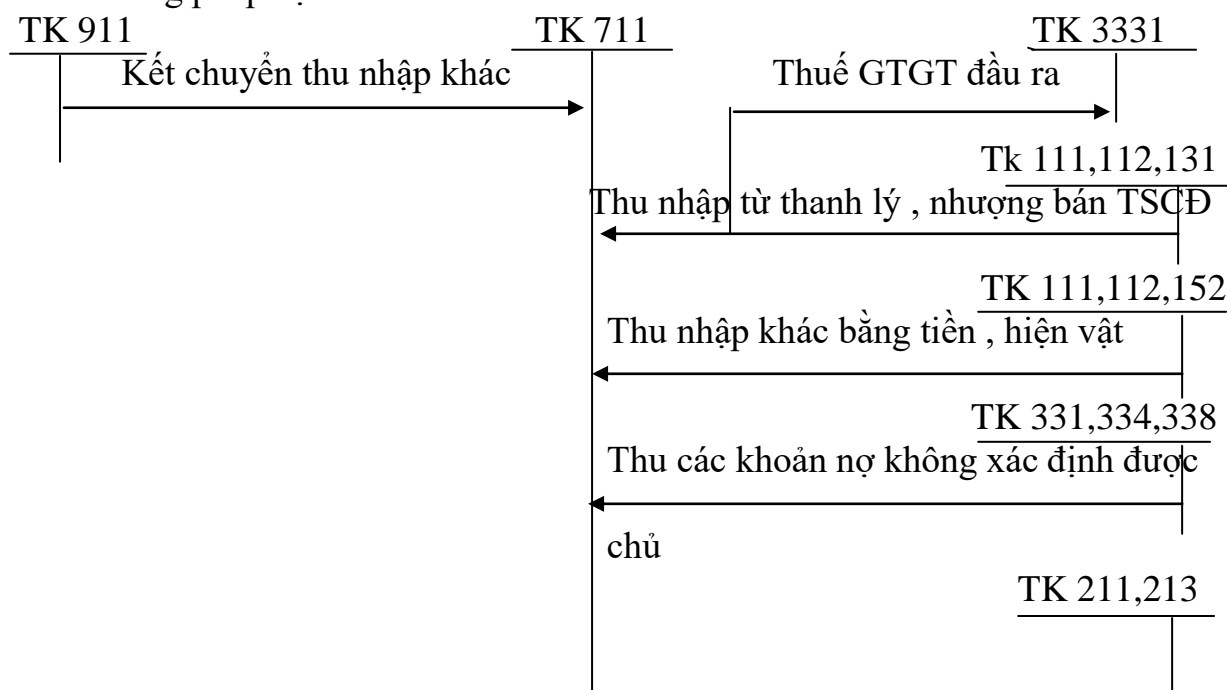 TK 911 TK 711 TK 3331
Kết chuyển thu nhập khác Thuế GTGT đầu ra
Tk 111,112,131
Thu nhập từ thanh lý , nhượng bán TSCĐ
TK 111,112,152
Thu nhập khác bằng tiền , hiện vật
TK 331,334,338
Thu các khoản nợ không xác định được
chủ
TK 211,213